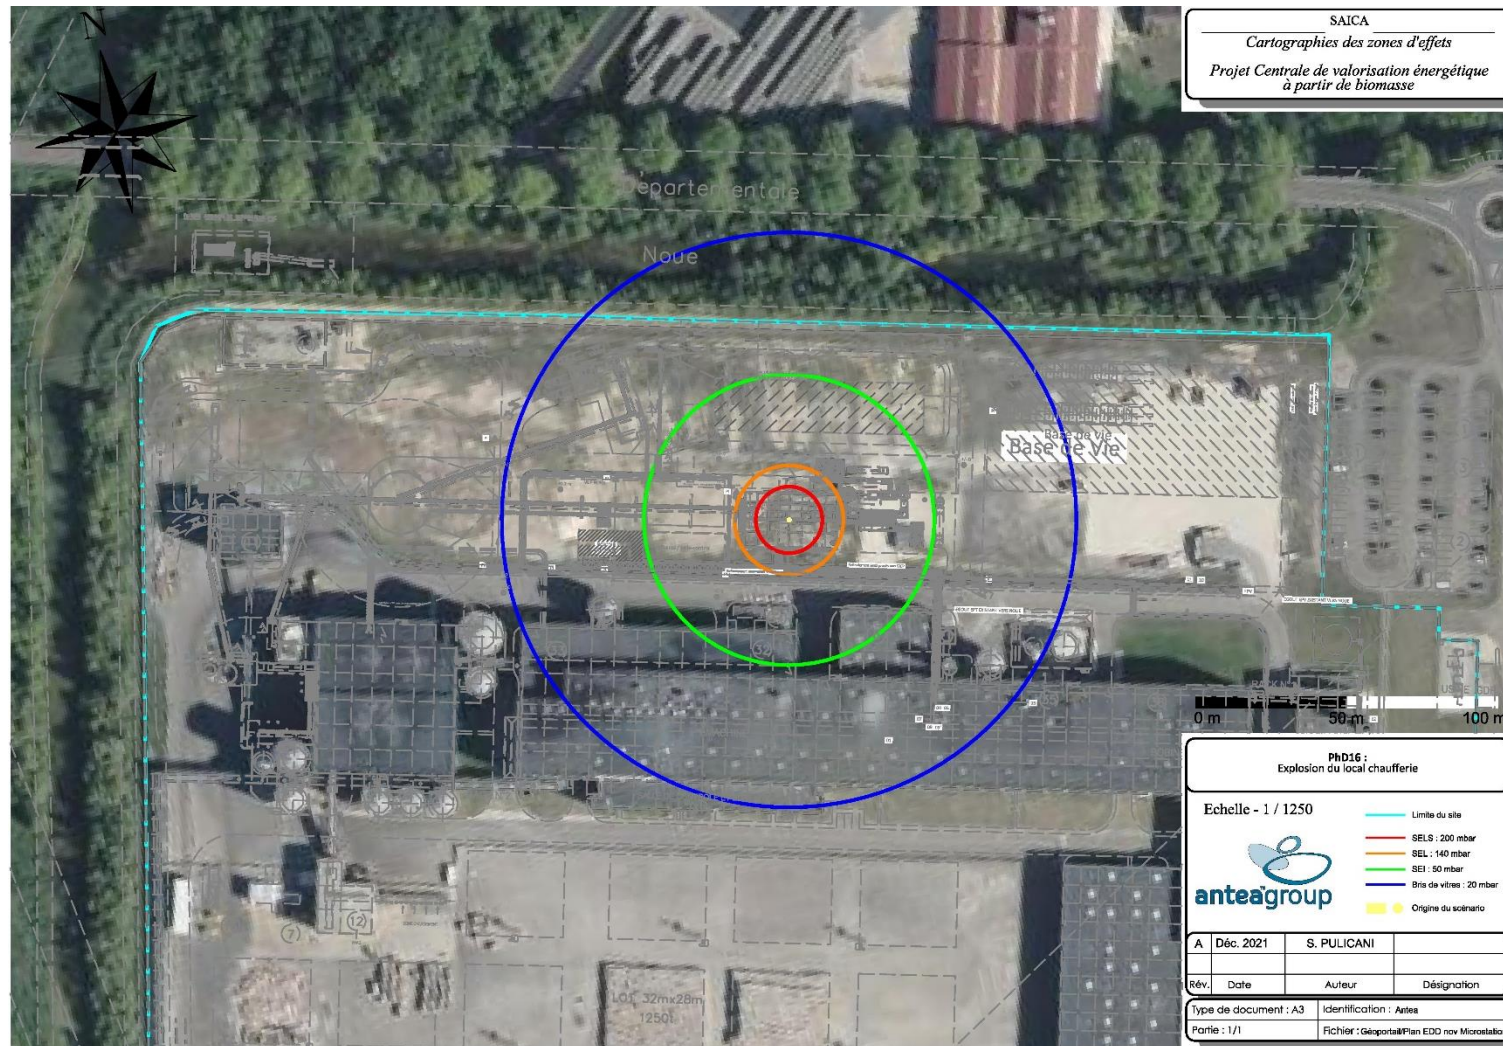 N
SAICA
Cartographies des zones d'effets
Projet Centrale de valorisation énergétique
à partir de biomasse
Départementale
Noue
Base de vie
Base de Vie
32
0 m
50 m
100 m
PhD16 :
Explosion du local chaufferie
Echelle - 1 / 1250
Limite du site
SELS : 200 mbar
SEL : 140 mbar
SEI : 50 mbar
Bris de vitres : 20 mbar
Origine du scénario
anteagroup
A Déc. 2021 S. PULICANI
Rév. Date Auteur Désignation
Type de document : A3 Identification : Antea
Partie : 1/1 Fichier : Géoportail/Plan EDD nov Microstation
7
12
LOT 32mx28m
1250t